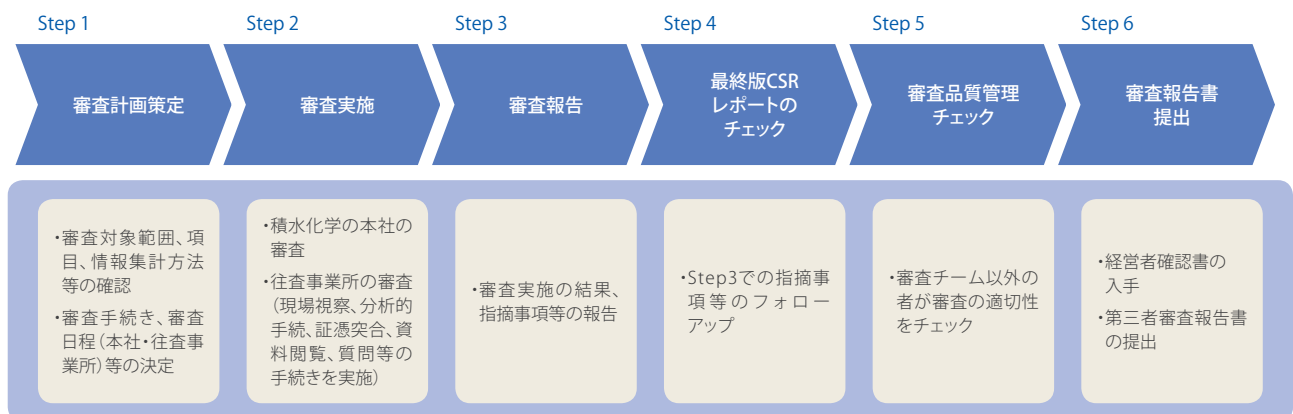 Step 1
審査計画策定
・審査対象範囲、項
目、情報集計方法
等の確認
・審査手続き、審査
日程(本社・往査事
業所)等の決定
Step 2
審査実施
・積水化学の本社の
審査
・往査事業所の審査
(現場視察、分析的
手続、証憑突合、資
料閲覧、質問等の
手続きを実施)
Step 3
審査報告
・審査実施の結果、
指摘事項等の報告
Step 4
最終版CSR
レポートの
チェック
・Step3での指摘事
項等のフォロー
アップ
Step 5
審査品質管理
チェック
・審査チーム以外の
者が審査の適切性
をチェック
Step 6
審査報告書
提出
・経営者確認書の
入手
・第三者審査報告書
の提出